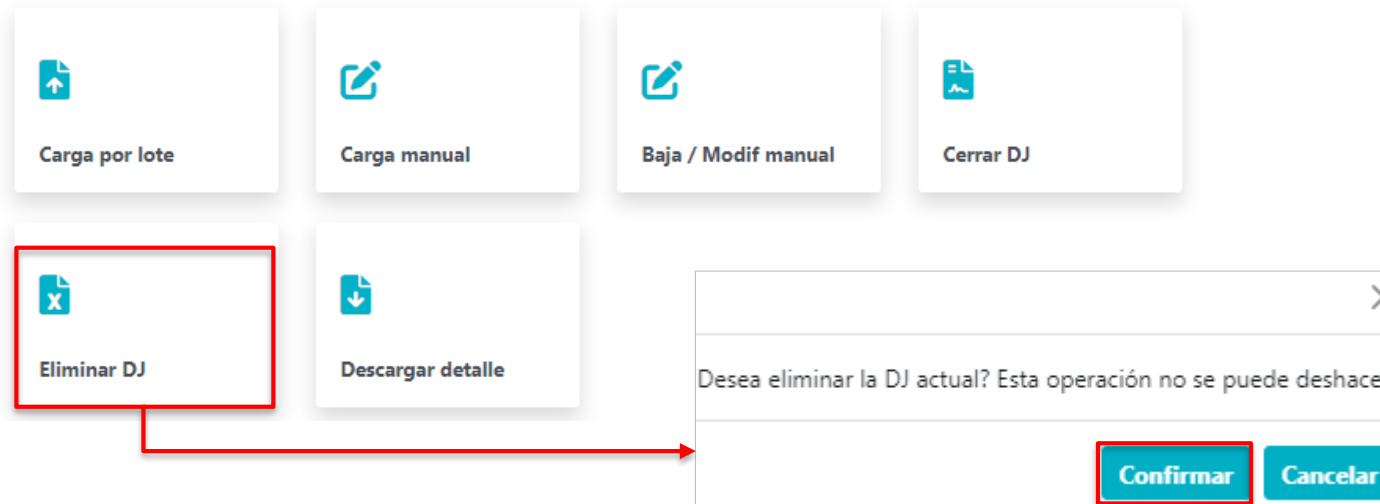 Carga por lote
Carga manual
Baja / Modif manual
Cerrar DJ
Eliminar DJ
Descargar detalle
Desea eliminar la DJ actual? Esta operación no se puede deshace
Confirmar
Cancelar